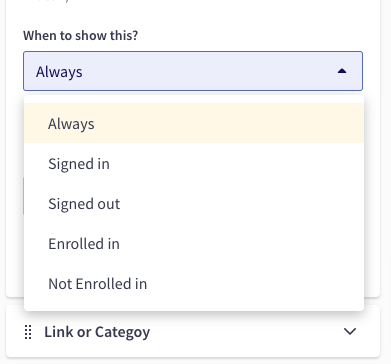 When to show this?
Always
Always
Signed in
Signed out
Enrolled in
Not Enrolled in
Link or Categoy